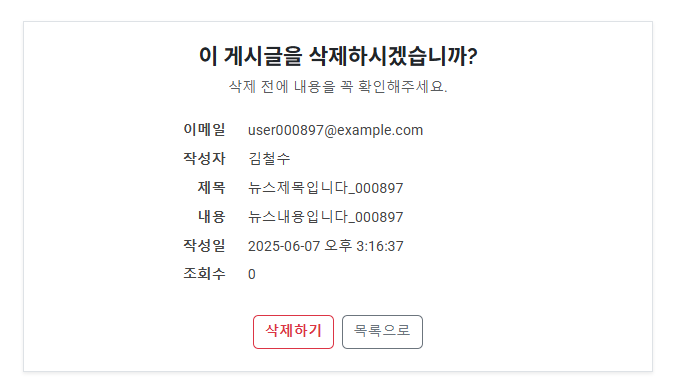 이 게시글을 삭제하시겠습니까?
삭제 전에 내용을 꼭 확인해주세요.
이메일 user000897@example.com
작성자 김철수
제목 뉴스제목입니다_000897
내용 뉴스내용입니다_000897
작성일 2025-06-07 오후 3:16:37
조회수 0
삭제하기 목록으로